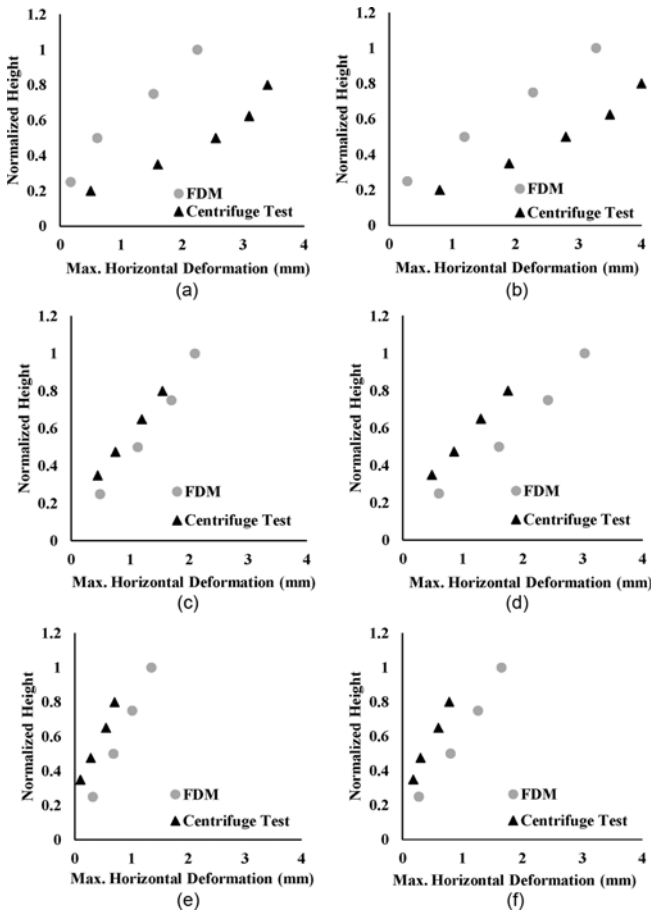 1.2
1
0.8
0.6
0.4
0.2
0
Normalized Height
FDM
Centrifuge Test
0 1 2 3 4
Max. Horizontal Deformation (mm)
(a)
1.2
1
0.8
0.6
0.4
0.2
0
Normalized Height
FDM
Centrifuge Test
0 1 2 3 4
Max. Horizontal Deformation (mm)
(b)
1.2
1
0.8
0.6
0.4
0.2
0
Normalized Height
FDM
Centrifuge Test
0 1 2 3 4
Max. Horizontal Deformation (mm)
(c)
1.2
1
0.8
0.6
0.4
0.2
0
Normalized Height
FDM
Centrifuge Test
0 1 2 3 4
Max. Horizontal Deformation (mm)
(d)
1.2
1
0.8
0.6
0.4
0.2
0
Normalized Height
FDM
Centrifuge Test
0 1 2 3 4
Max. Horizontal Deformation (mm)
(e)
1.2
1
0.8
0.6
0.4
0.2
0
Normalized Height
FDM
Centrifuge Test
0 1 2 3 4
Max. Horizontal Deformation (mm)
(f)